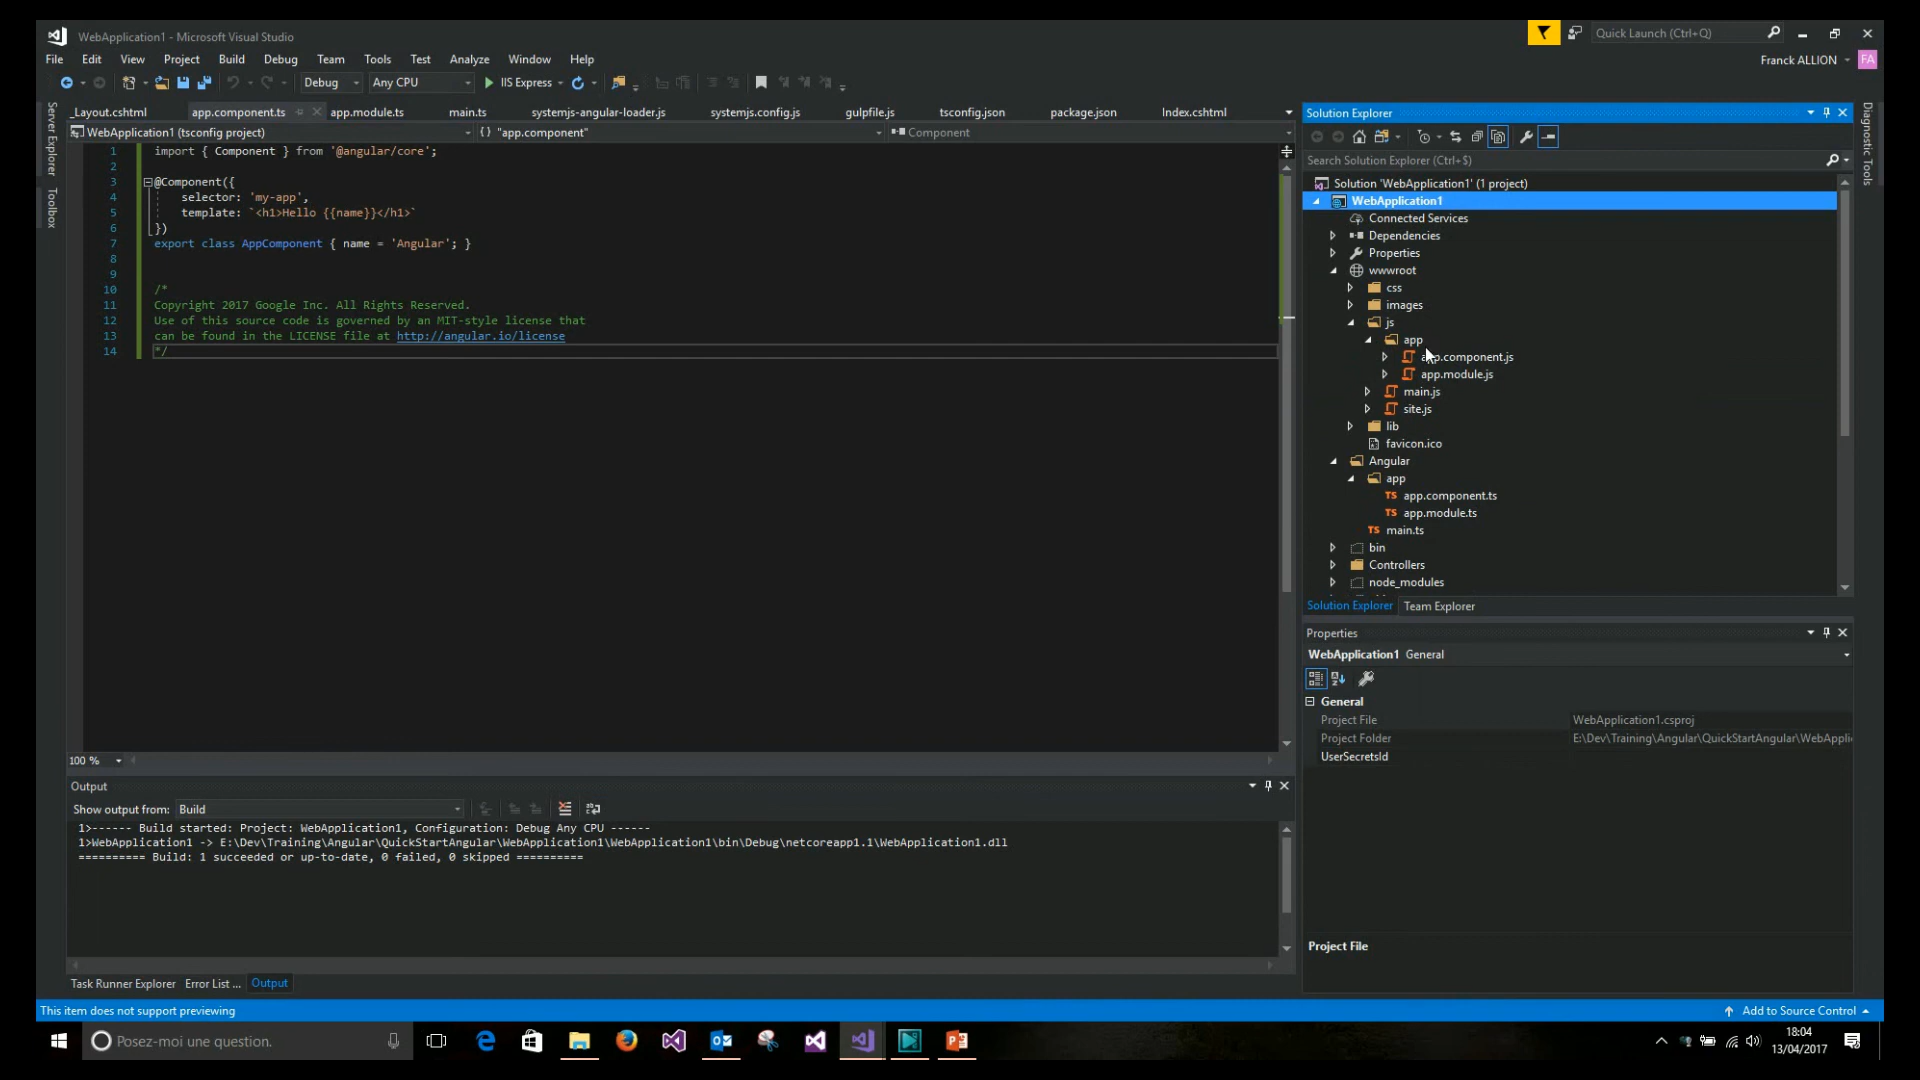 WebApplication1 - Microsoft Visual Studio
Quick Launch (Ctrl+Q)
File Edit View Project Build Debug Team Tools Test Analyze Window Help
Franck ALLION FA
Debug Any CPU IIS Express
_Layout.cshtml app.component.ts app.module.ts main.ts systemjs-angular-loader.js systemjs.config.js gulpfile.js tsconfig.json package.json Index.cshtml
WebApplication1 (tsconfig project) { } "app.component" Component
Server Explorer
Toolbox
1 import { Component } from '@angular/core';
2
3 @Component({
4 selector: 'my-app',
5 template: `<h1>Hello {{name}}</h1>`
6 })
7 export class AppComponent { name = 'Angular'; }
8
9
10 /*
11 Copyright 2017 Google Inc. All Rights Reserved.
12 Use of this source code is governed by an MIT-style license that
13 can be found in the LICENSE file at http://angular.io/license
14 */
100 %
Output
Show output from: Build
1>------ Build started: Project: WebApplication1, Configuration: Debug Any CPU ------
1>WebApplication1 -> E:\Dev\Training\Angular\QuickStartAngular\WebApplication1\WebApplication1\bin\Debug\netcoreapp1.1\WebApplication1.dll
========== Build: 1 succeeded or up-to-date, 0 failed, 0 skipped ==========
Task Runner Explorer Error List ... Output
Solution Explorer
Search Solution Explorer (Ctrl+$)
Solution 'WebApplication1' (1 project)
WebApplication1
Connected Services
Dependencies
Properties
wwwroot
css
images
js
app
app.component.js
app.module.js
main.js
site.js
lib
favicon.ico
Angular
app
TS app.component.ts
TS app.module.ts
TS main.ts
bin
Controllers
node_modules
Solution Explorer Team Explorer
Properties
WebApplication1 General
General
Project File WebApplication1.csproj
Project Folder E:\Dev\Training\Angular\QuickStartAngular\WebAppli
UserSecretsId
Project File
Diagnostic Tools
This item does not support previewing
Add to Source Control
Posez-moi une question.
18:04
13/04/2017